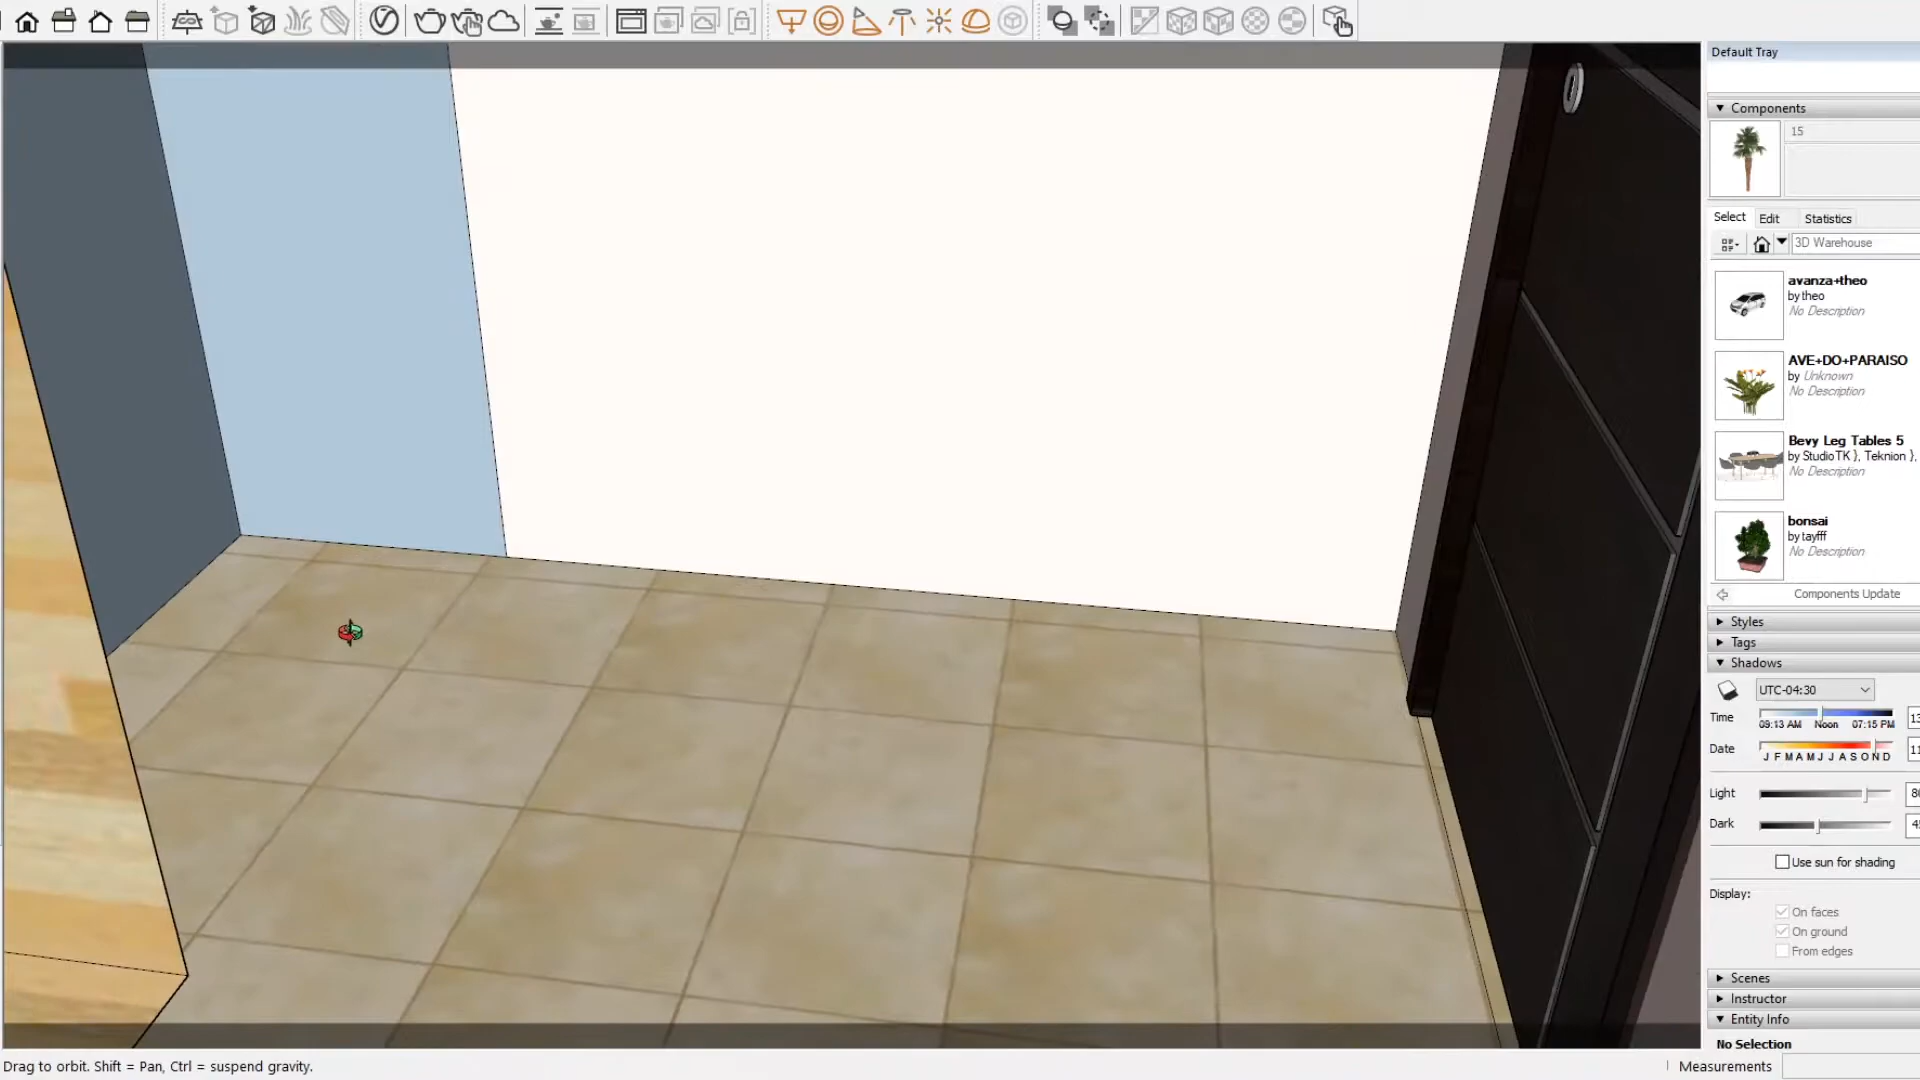 Default Tray
Components
15
Select Edit Statistics
3D Warehouse
avanza+theo
by theo
No Description
AVE+DO+PARAISO
by Unknown
No Description
Bevy Leg Tables 5
by StudioTK }, Teknion },
No Description
bonsai
by tayfff
No Description
Components Update
Styles
Tags
Shadows
UTC-04:30
Time 09:13 AM Noon 07:15 PM 13
Date J F M A M J J A S O N D 11
Light 80
Dark 45
Use sun for shading
Display:
On faces
On ground
From edges
Scenes
Instructor
Entity Info
No Selection
Drag to orbit. Shift = Pan, Ctrl = suspend gravity.
Measurements